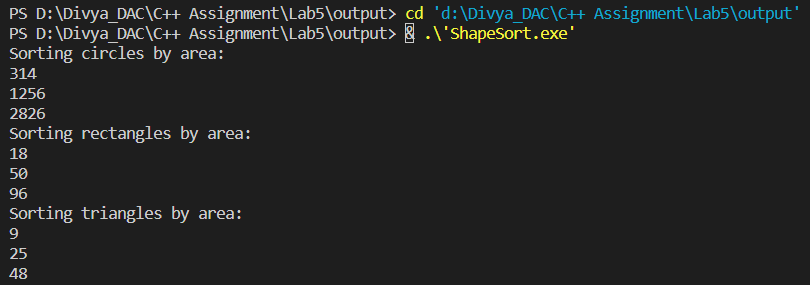 PS D:\Divya_DAC\C++ Assignment\Lab5\output> cd 'd:\Divya_DAC\C++ Assignment\Lab5\output'
PS D:\Divya_DAC\C++ Assignment\Lab5\output> & .\'ShapeSort.exe'
Sorting circles by area:
314
1256
2826
Sorting rectangles by area:
18
50
96
Sorting triangles by area:
9
25
48